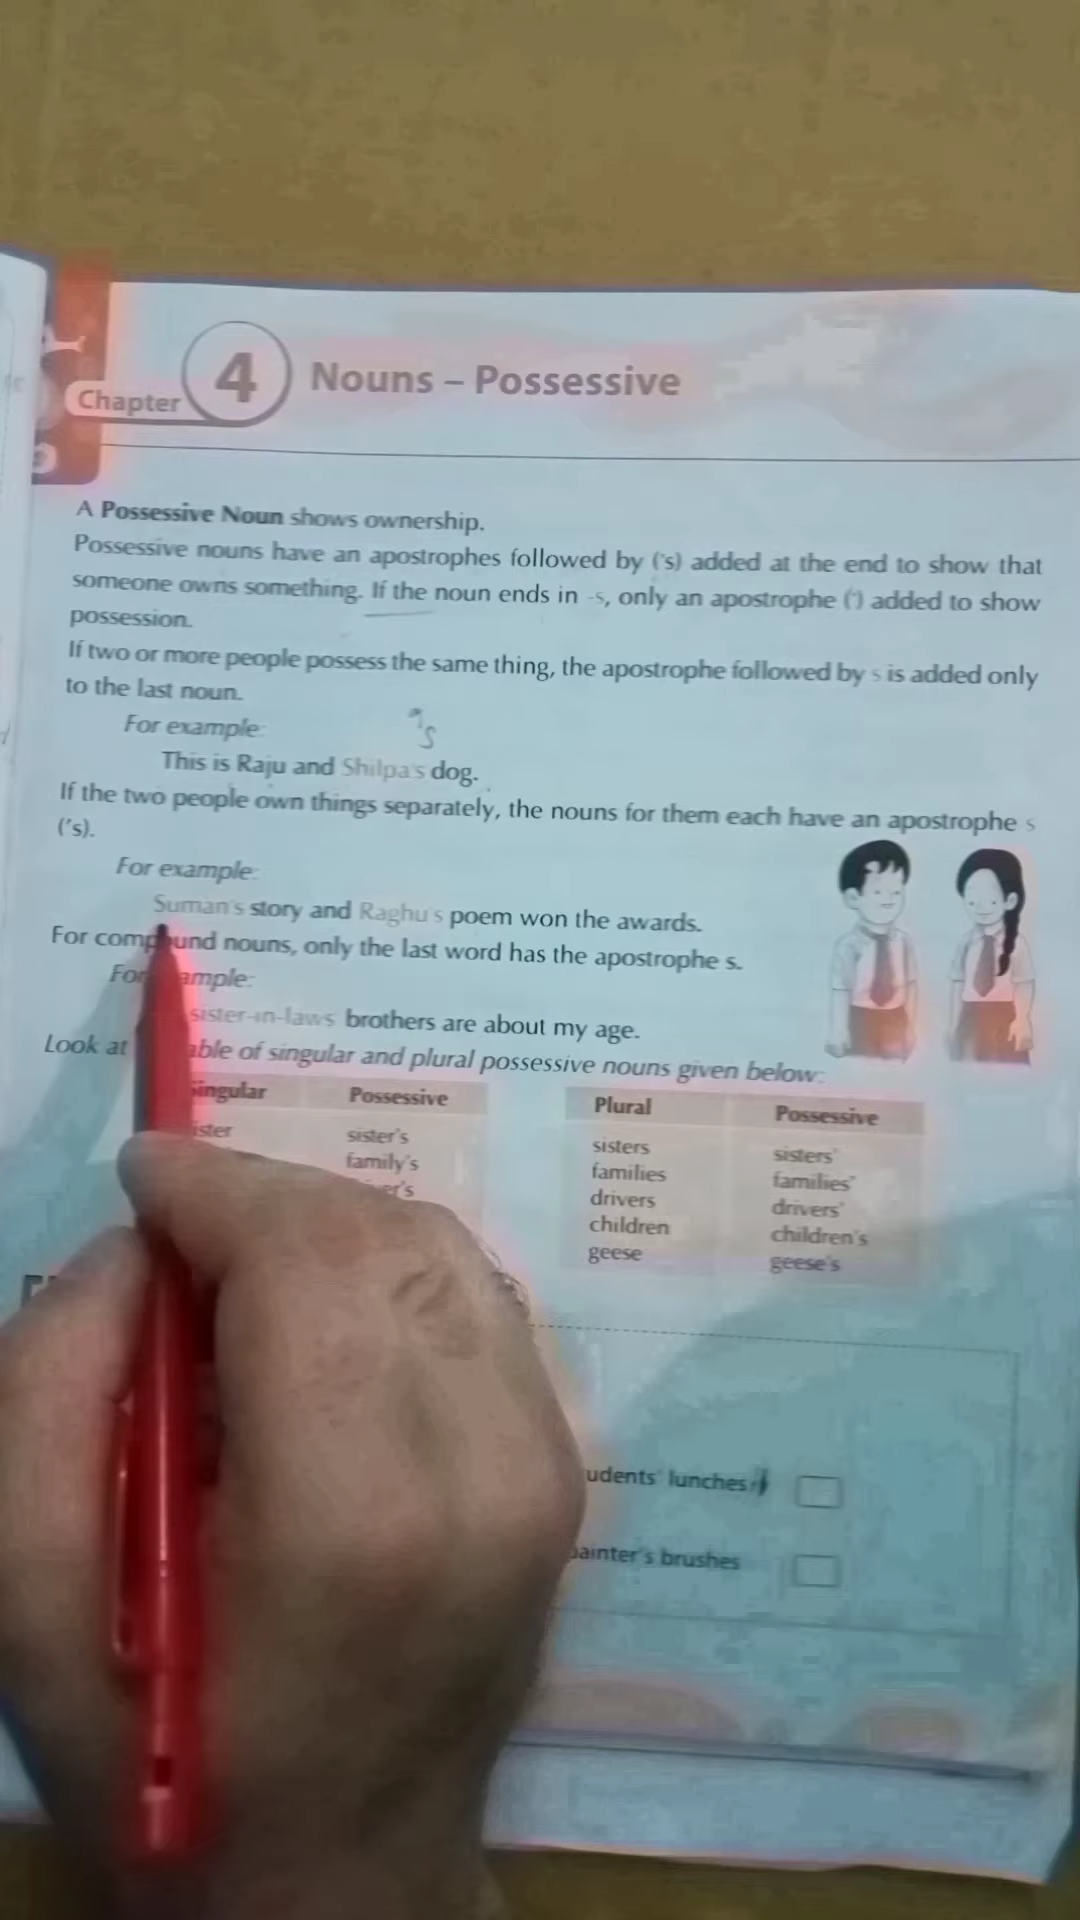 Chapter 4 Nouns – Possessive
A Possessive Noun shows ownership.
Possessive nouns have an apostrophes followed by ('s) added at the end to show that
someone owns something. If the noun ends in -s, only an apostrophe (') added to show
possession.
If two or more people possess the same thing, the apostrophe followed by s is added only
to the last noun.
For example:
's
This is Raju and Shilpa's dog.
If the two people own things separately, the nouns for them each have an apostrophe s
('s).
For example:
Suman's story and Raghu's poem won the awards.
For compound nouns, only the last word has the apostrophe s.
For example:
sister-in-laws brothers are about my age.
Look at able of singular and plural possessive nouns given below:
Singular Possessive Plural Possessive
ister sister's sisters sisters'
family's families families'
er's drivers drivers'
children children's
geese geese's
udents' lunches
painter's brushes